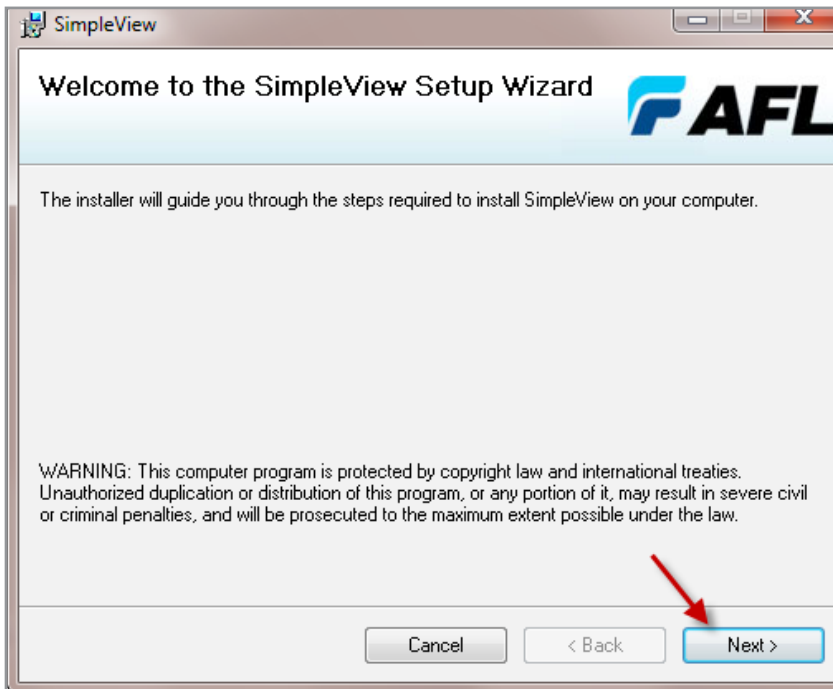 SimpleView
Welcome to the SimpleView Setup Wizard
AFL
The installer will guide you through the steps required to install SimpleView on your computer.
WARNING: This computer program is protected by copyright law and international treaties.
Unauthorized duplication or distribution of this program, or any portion of it, may result in severe civil
or criminal penalties, and will be prosecuted to the maximum extent possible under the law.
Cancel
< Back
Next >